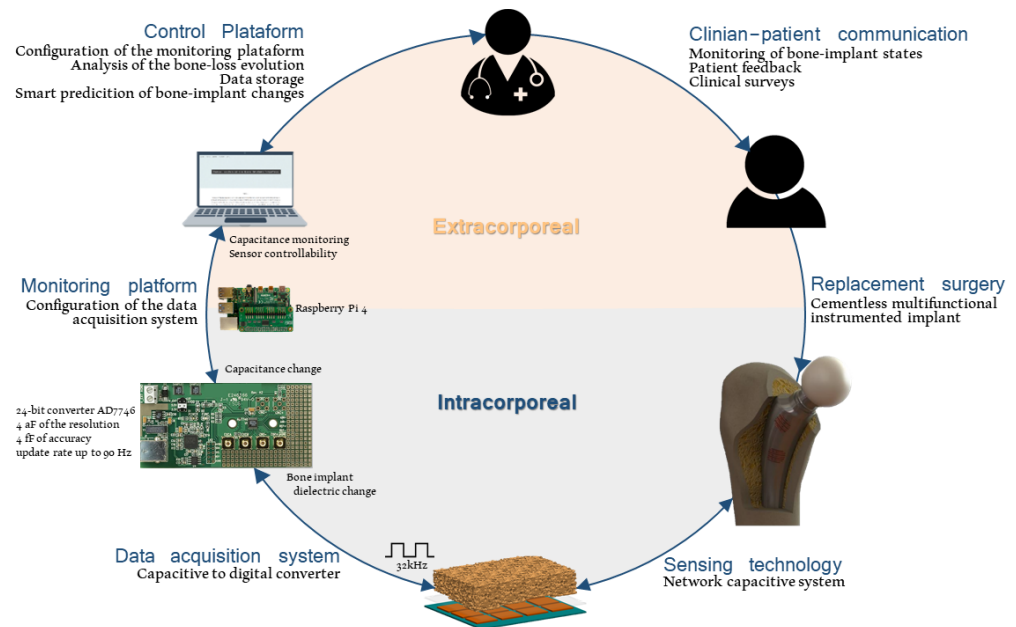 Control Plataform
Configuration of the monitoring plataform
Analysis of the bone-loss evolution
Data storage
Smart predicition of bone-implant changes
Clinian-patient communication
Monitoring of bone-implant states
Patient feedback
Clinical surveys
Extracorporeal
Capacitance monitoring
Sensor controllability
Monitoring platform
Configuration of the data
acquisition system
Raspberry Pi 4
Replacement surgery
Cementless multifunctional
instrumented implant
Capacitance change
Intracorporeal
24-bit converter AD7746
4 aF of the resolution
4 fF of accuracy
update rate up to 90 Hz
Bone implant
dielectric change
Data acquisition system
Capacitive to digital converter
32kHz
Sensing technology
Network capacitive system